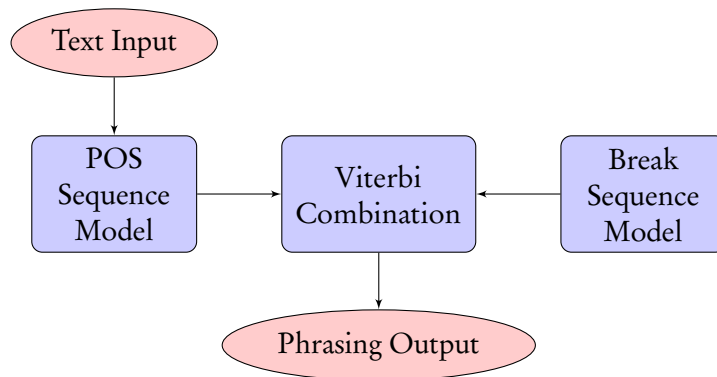 Text Input
POS
Sequence
Model
Viterbi
Combination
Break
Sequence
Model
Phrasing Output